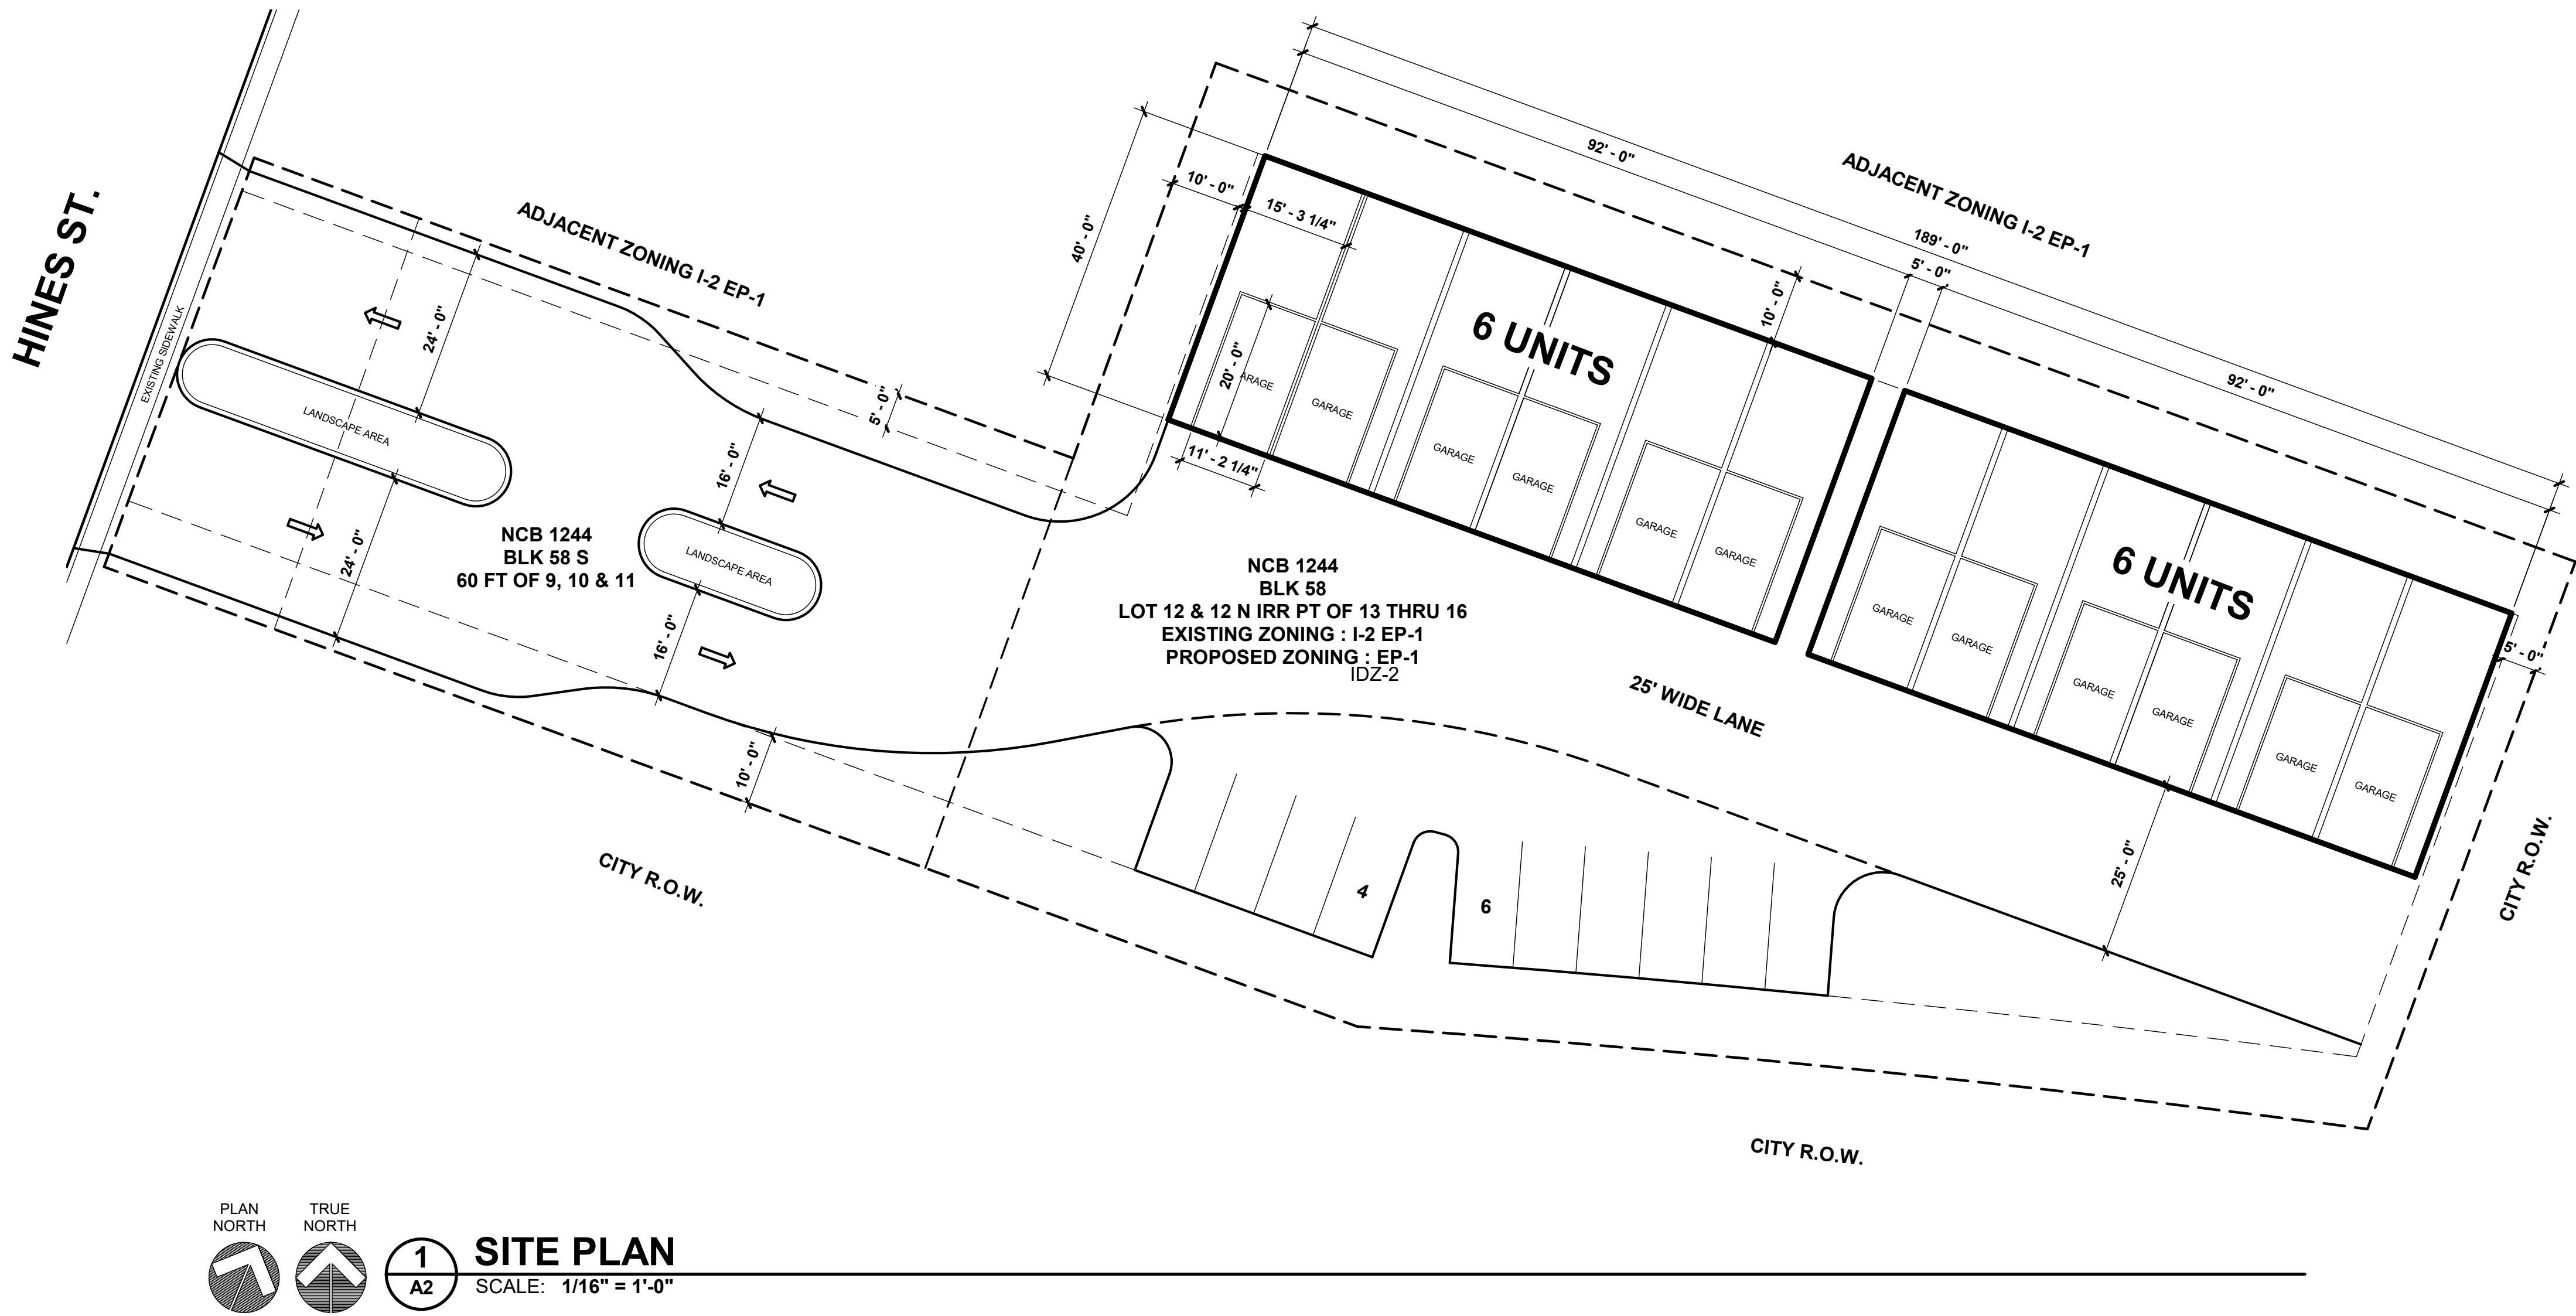 HINES ST.
EXISTING SIDEWALK
ADJACENT ZONING I-2 EP-1
24' - 0"
LANDSCAPE AREA
24' - 0"
NCB 1244
BLK 58 S
60 FT OF 9, 10 & 11
16' - 0"
LANDSCAPE AREA
16' - 0"
5' - 0"
10' - 0"
CITY R.O.W.
40' - 0"
10' - 0"
15' - 3 1/4"
20' - 0"
11' - 2 1/4"
92' - 0"
189' - 0"
5' - 0"
92' - 0"
ADJACENT ZONING I-2 EP-1
10' - 0"
6 UNITS
ARAGE
GARAGE
GARAGE
GARAGE
GARAGE
GARAGE
6 UNITS
GARAGE
GARAGE
GARAGE
GARAGE
GARAGE
GARAGE
5' - 0"
NCB 1244
BLK 58
LOT 12 & 12 N IRR PT OF 13 THRU 16
EXISTING ZONING : I-2 EP-1
PROPOSED ZONING : EP-1
IDZ-2
25' WIDE LANE
25' - 0"
CITY R.O.W.
4
6
CITY R.O.W.
PLAN
NORTH
TRUE
NORTH
1
A2
SITE PLAN
SCALE: 1/16" = 1'-0"